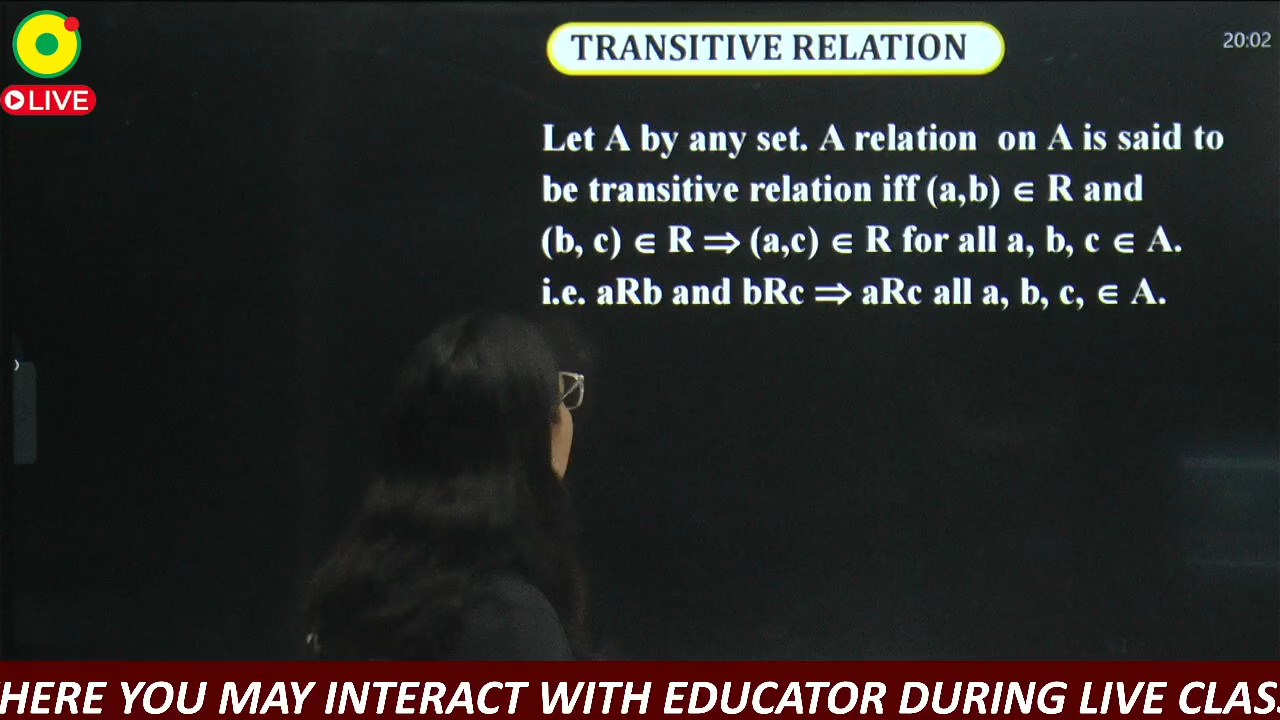 TRANSITIVE RELATION
20:02
LIVE
Let A by any set. A relation on A is said to
be transitive relation iff (a,b) ∈ R and
(b, c) ∈ R ⇒ (a,c) ∈ R for all a, b, c ∈ A.
i.e. aRb and bRc ⇒ aRc all a, b, c, ∈ A.
HERE YOU MAY INTERACT WITH EDUCATOR DURING LIVE CLAS